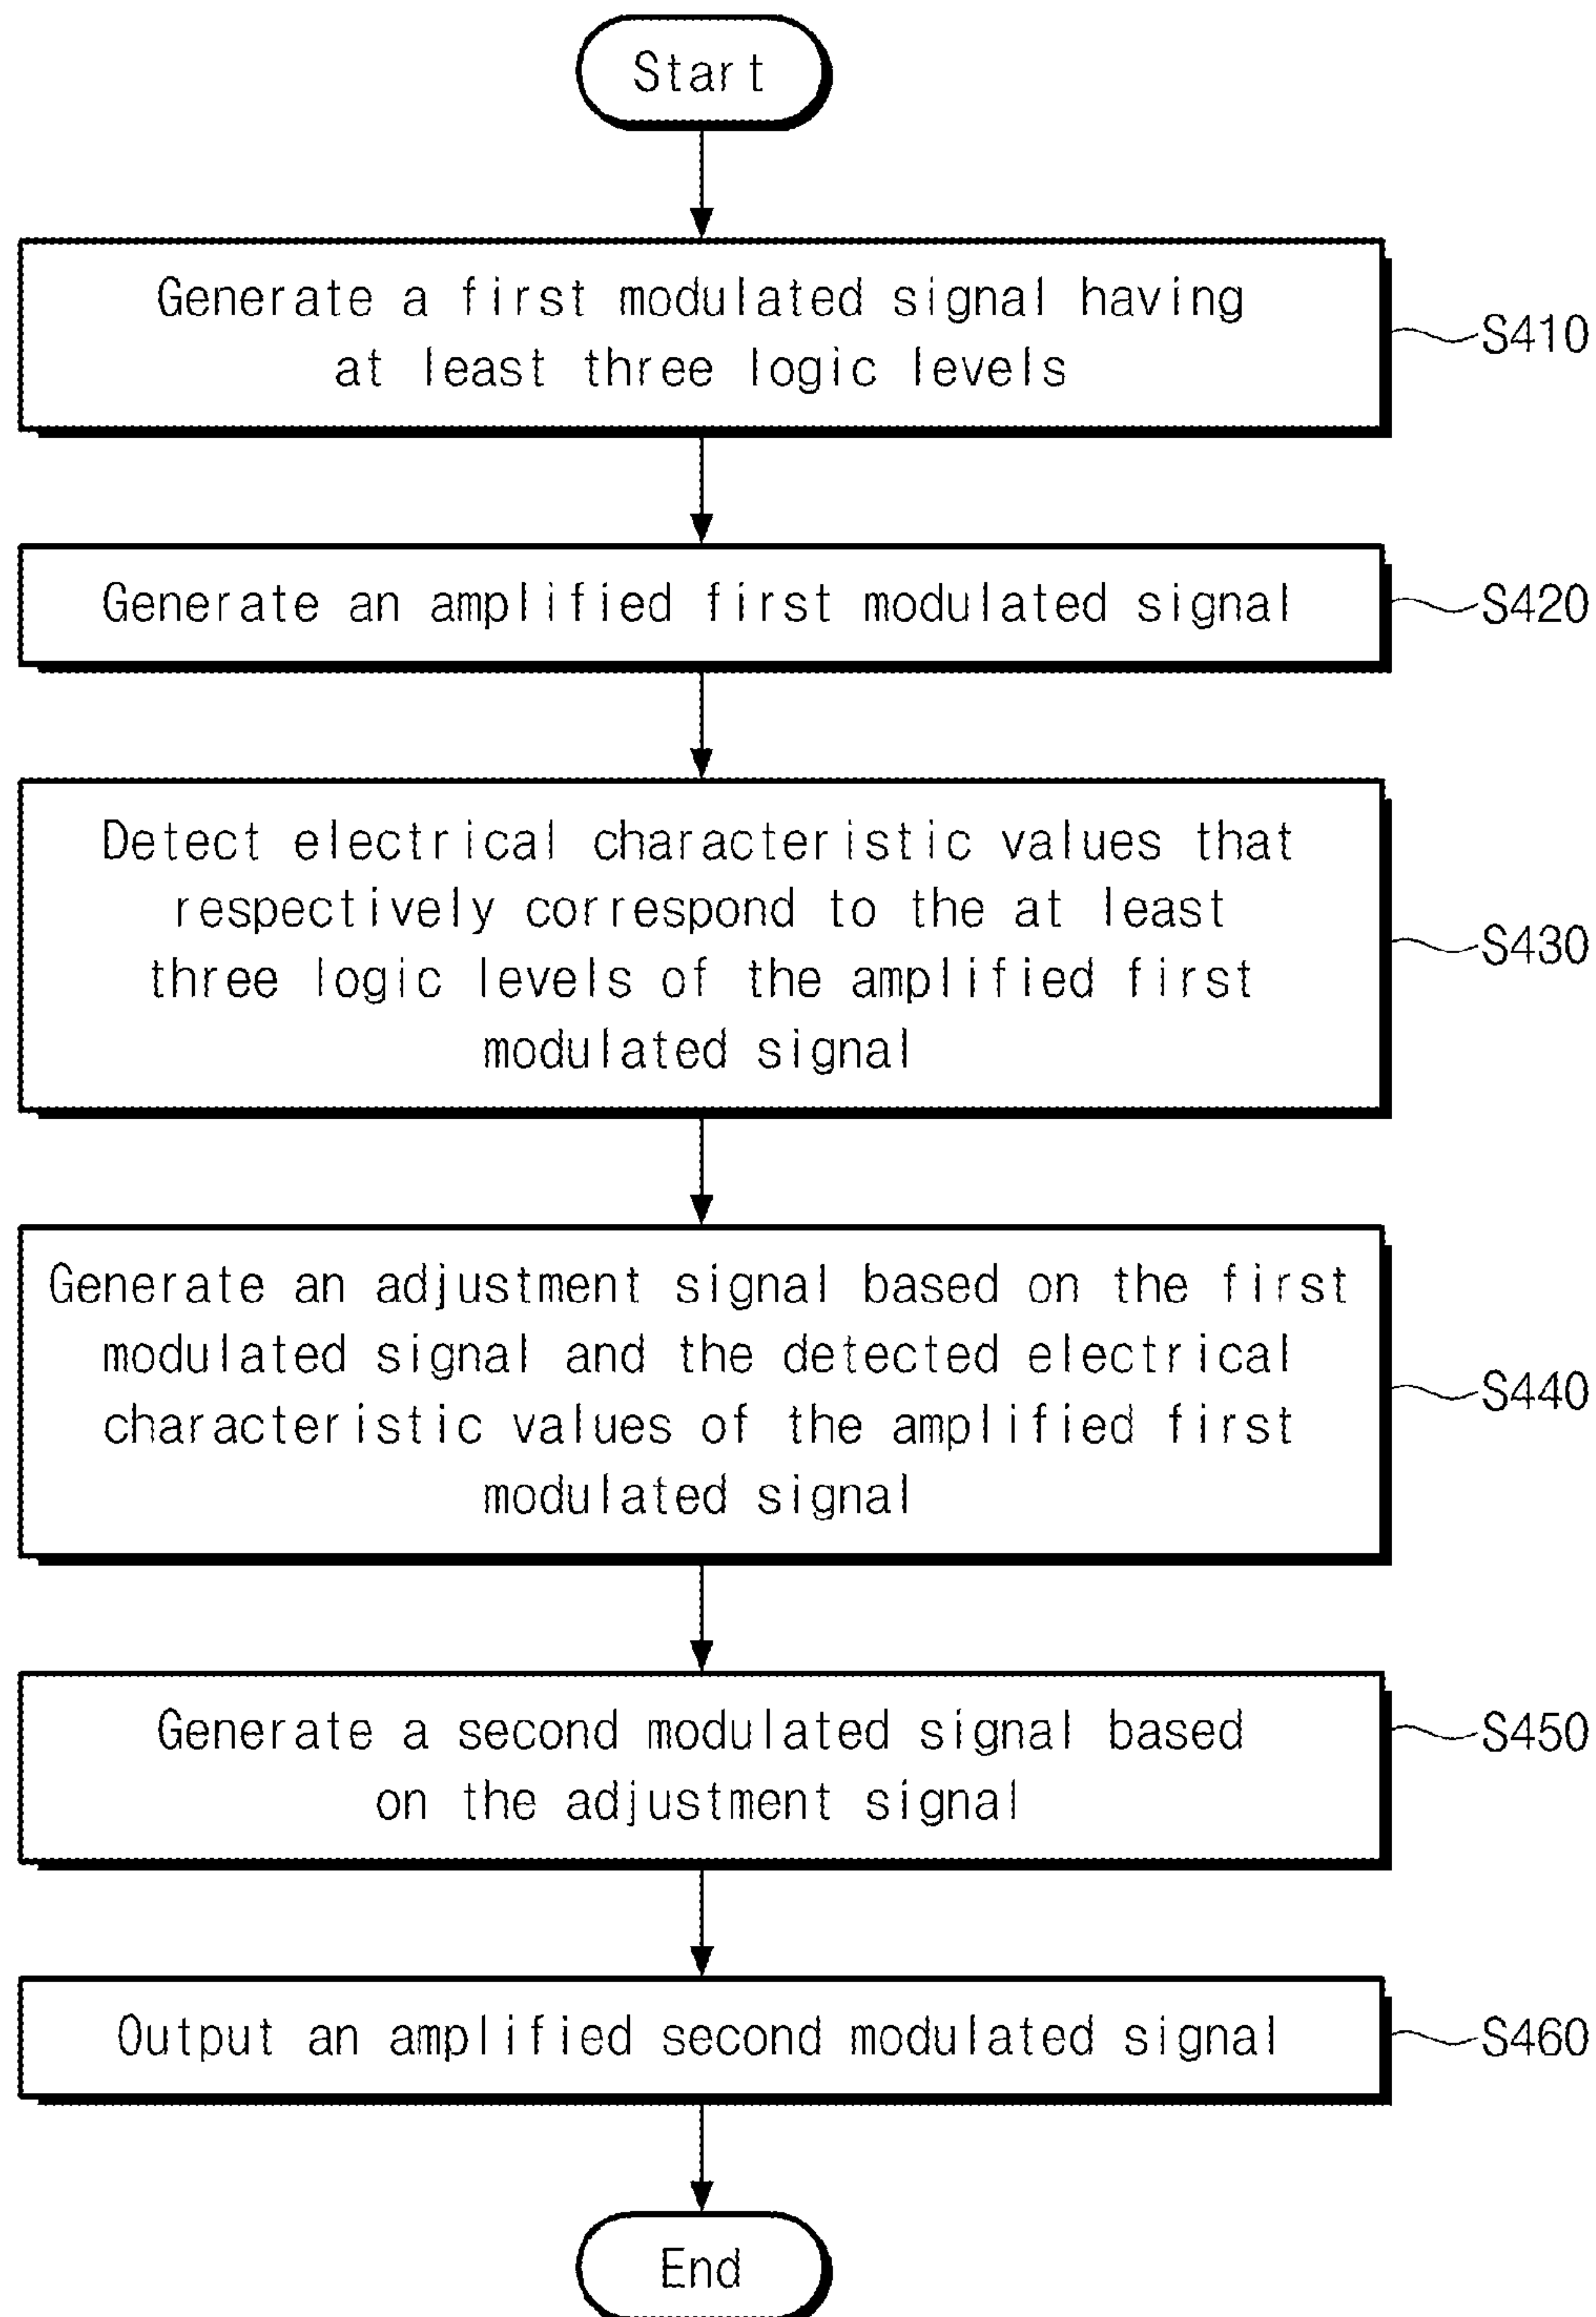 Start
Generate a first modulated signal having
at least three logic levels
S410
Generate an amplified first modulated signal
S420
Detect electrical characteristic values that
respectively correspond to the at least
three logic levels of the amplified first
modulated signal
S430
Generate an adjustment signal based on the first
modulated signal and the detected electrical
characteristic values of the amplified first
modulated signal
S440
Generate a second modulated signal based
on the adjustment signal
S450
Output an amplified second modulated signal
S460
End